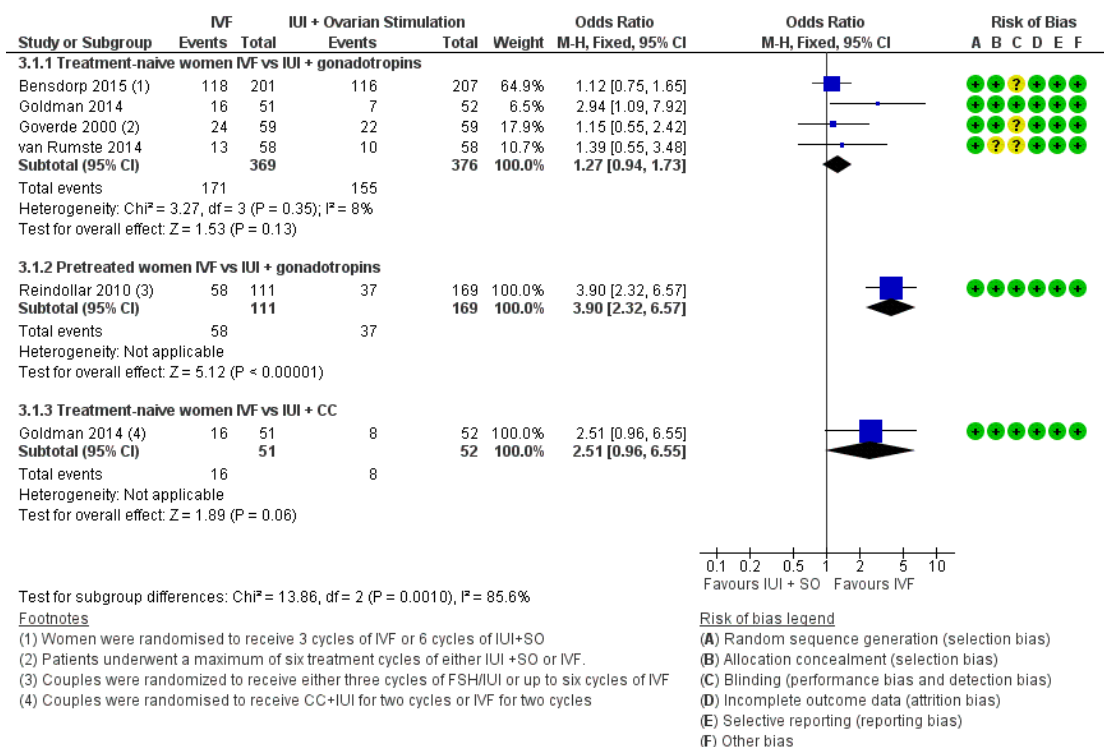 IVF IUI + Ovarian Stimulation Odds Ratio Odds Ratio Risk of Bias
Study or Subgroup Events Total Events Total Weight M-H, Fixed, 95% CI M-H, Fixed, 95% CI A B C D E F
3.1.1 Treatment-naive women IVF vs IUI + gonadotropins
Bensdorp 2015 (1) 118 201 116 207 64.9% 1.12 [0.75, 1.65] + + ? + + +
Goldman 2014 16 51 7 52 6.5% 2.94 [1.09, 7.92] + + + + + +
Goverde 2000 (2) 24 59 22 59 17.9% 1.15 [0.55, 2.42] + + ? + + +
van Rumste 2014 13 58 10 58 10.7% 1.39 [0.55, 3.48] + ? ? + + +
Subtotal (95% CI) 369 376 100.0% 1.27 [0.94, 1.73]
Total events 171 155
Heterogeneity: Chi² = 3.27, df = 3 (P = 0.35); I² = 8%
Test for overall effect: Z = 1.53 (P = 0.13)
3.1.2 Pretreated women IVF vs IUI + gonadotropins
Reindollar 2010 (3) 58 111 37 169 100.0% 3.90 [2.32, 6.57] + + + + + +
Subtotal (95% CI) 111 169 100.0% 3.90 [2.32, 6.57]
Total events 58 37
Heterogeneity: Not applicable
Test for overall effect: Z = 5.12 (P < 0.00001)
3.1.3 Treatment-naive women IVF vs IUI + CC
Goldman 2014 (4) 16 51 8 52 100.0% 2.51 [0.96, 6.55] + + + + + +
Subtotal (95% CI) 51 52 100.0% 2.51 [0.96, 6.55]
Total events 16 8
Heterogeneity: Not applicable
Test for overall effect: Z = 1.89 (P = 0.06)
0.1 0.2 0.5 1 2 5 10
Favours IUI + SO Favours IVF
Test for subgroup differences: Chi² = 13.86, df = 2 (P = 0.0010), I² = 85.6%
Footnotes
(1) Women were randomised to receive 3 cycles of IVF or 6 cycles of IUI+SO
(2) Patients underwent a maximum of six treatment cycles of either IUI +SO or IVF.
(3) Couples were randomized to receive either three cycles of FSH/IUI or up to six cycles of IVF
(4) Couples were randomised to receive CC+IUI for two cycles or IVF for two cycles
Risk of bias legend
(A) Random sequence generation (selection bias)
(B) Allocation concealment (selection bias)
(C) Blinding (performance bias and detection bias)
(D) Incomplete outcome data (attrition bias)
(E) Selective reporting (reporting bias)
(F) Other bias